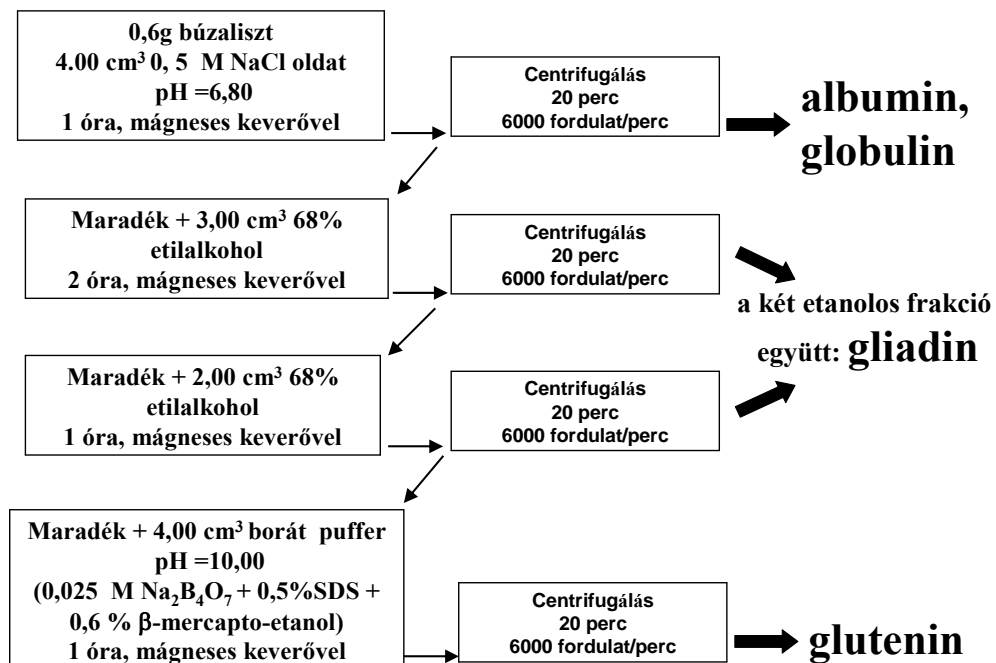 0,6g búzaliszt
4.00 cm³ 0, 5 M NaCl oldat
pH =6,80
1 óra, mágneses keverővel
Centrifugálás
20 perc
6000 fordulat/perc
albumin,
globulin
Maradék + 3,00 cm³ 68%
etilalkohol
2 óra, mágneses keverővel
Centrifugálás
20 perc
6000 fordulat/perc
a két etanolos frakció
együtt: gliadin
Maradék + 2,00 cm³ 68%
etilalkohol
1 óra, mágneses keverővel
Centrifugálás
20 perc
6000 fordulat/perc
Maradék + 4,00 cm³ borát puffer
pH =10,00
(0,025 M Na₂B₄O₇ + 0,5%SDS +
0,6 % β-mercapto-etanol)
1 óra, mágneses keverővel
Centrifugálás
20 perc
6000 fordulat/perc
glutenin